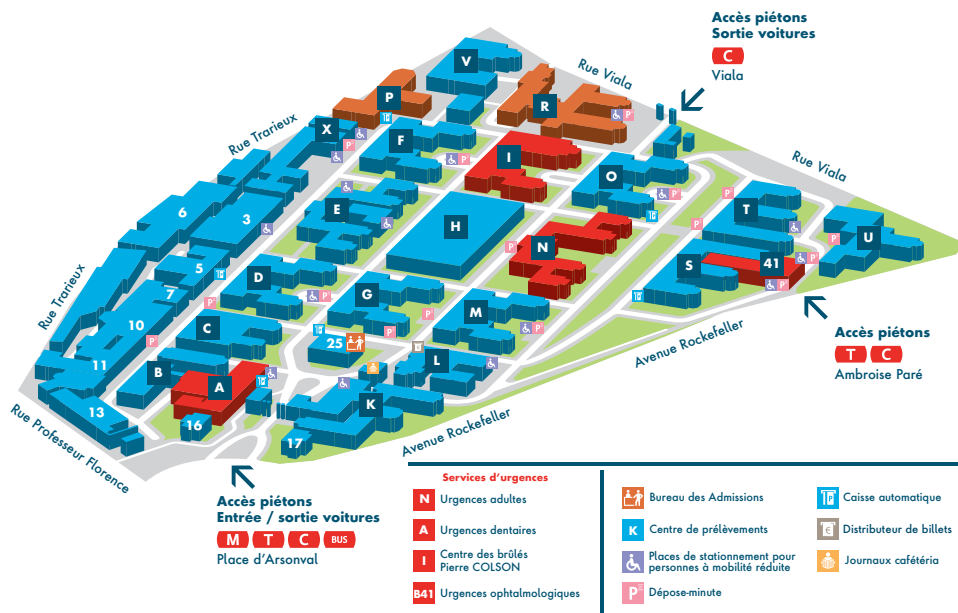 Accès piétons
Sortie voitures
C
Viala
Rue Viala
V
P
R
X
F
I
Rue Trarieux
O
Rue Viala
6
3
E
H
T
N
U
5
D
S
41
7
G
Rue Trarieux
10
C
M
25
11
B
A
L
K
13
16
17
Avenue Rockefeller
Accès piétons
T C
Ambroise Paré
Rue Professeur Florence
Avenue Rockefeller
Accès piétons
Entrée / sortie voitures
M T C BUS
Place d'Arsonval
Services d'urgences
N Urgences adultes
A Urgences dentaires
I Centre des brûlés
Pierre COLSON
B41 Urgences ophtalmologiques
Bureau des Admissions
K Centre de prélèvements
Places de stationnement pour
personnes à mobilité réduite
P Dépose-minute
P Caisse automatique
€ Distributeur de billets
Journaux cafétéria